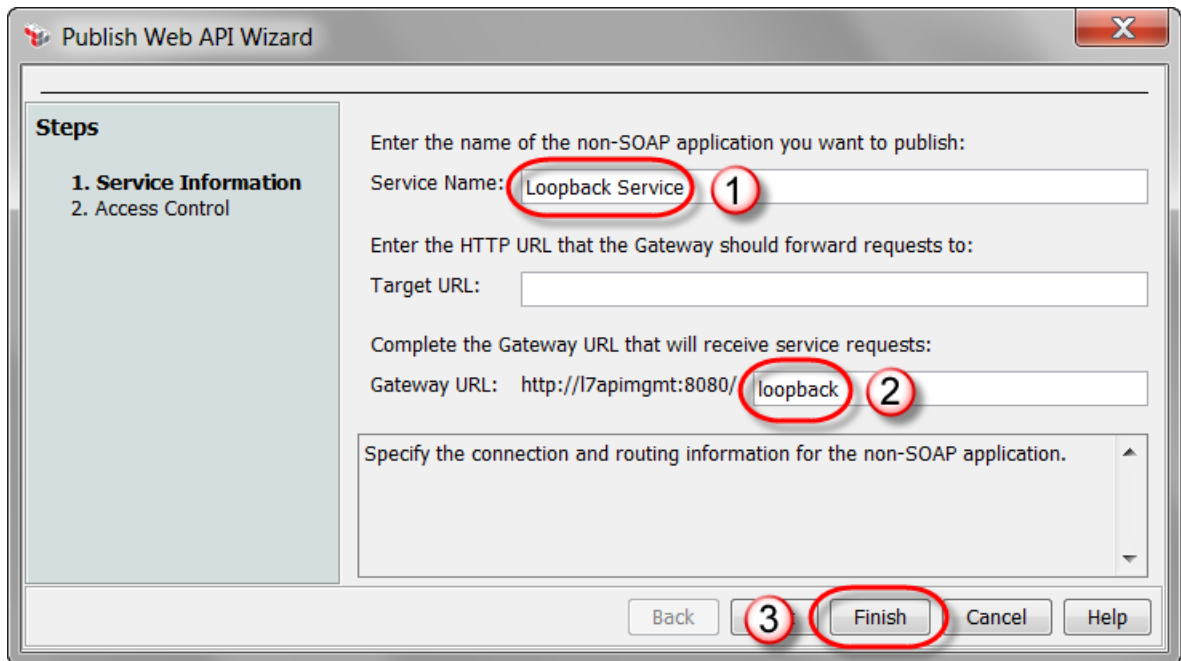 Publish Web API Wizard
X
Steps
1. Service Information
2. Access Control
Enter the name of the non-SOAP application you want to publish:
Service Name: Loopback Service 1
Enter the HTTP URL that the Gateway should forward requests to:
Target URL:
Complete the Gateway URL that will receive service requests:
Gateway URL: http://l7apimgmt:8080/ loopback 2
Specify the connection and routing information for the non-SOAP application.
Back 3 Finish Cancel Help